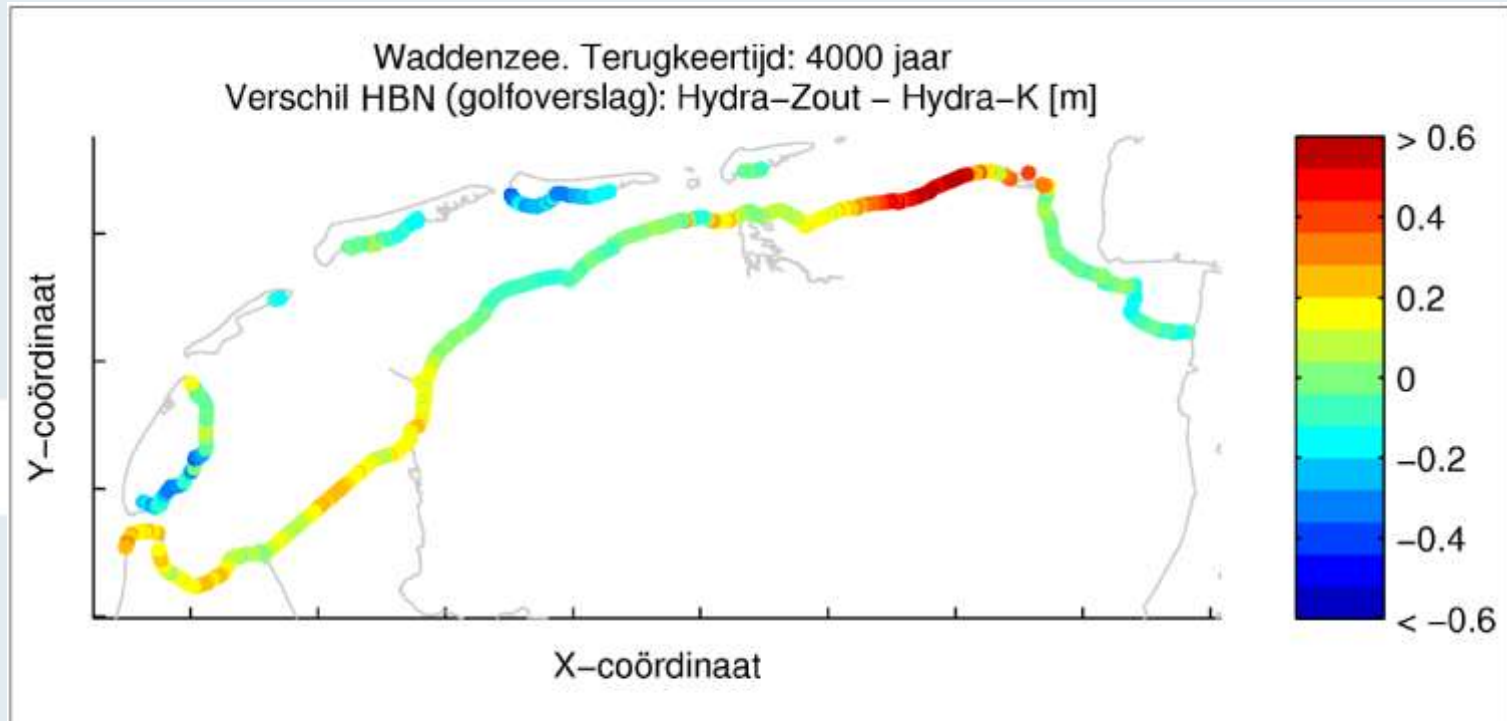 Waddenzee. Terugkeertijd: 4000 jaar
Verschil HBN (golfoverslag): Hydra−Zout − Hydra−K [m]
> 0.6
0.4
0.2
0
−0.2
−0.4
< −0.6
Y−coördinaat
X−coördinaat